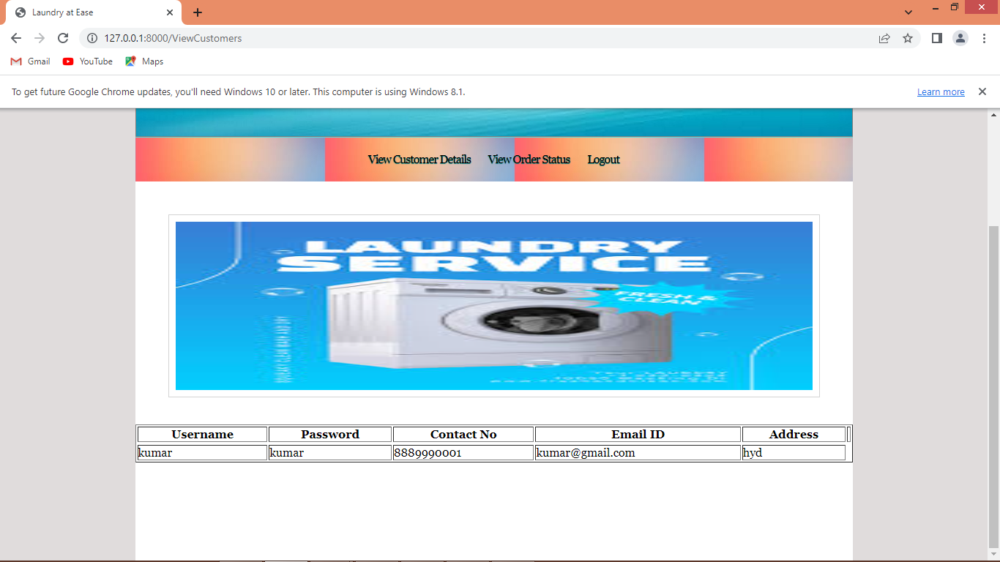 Laundry at Ease
127.0.0.1:8000/ViewCustomers
Gmail YouTube Maps
To get future Google Chrome updates, you'll need Windows 10 or later. This computer is using Windows 8.1. Learn more
View Customer Details View Order Status Logout
LAUNDRY
SERVICE
FRESH &
CLEAN
Username Password Contact No Email ID Address
kumar kumar 8889990001 kumar@gmail.com hyd